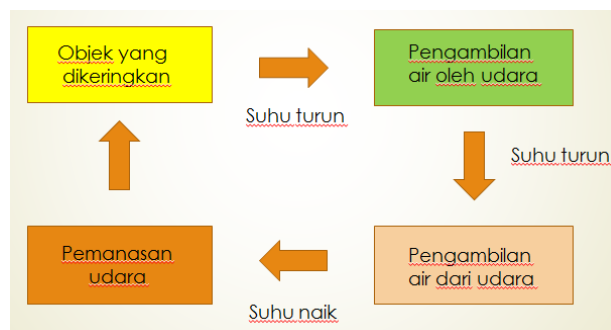 Objek yang
dikeringkan
Suhu turun
Pengambilan
air oleh udara
Suhu turun
Pengambilan
air dari udara
Suhu naik
Pemanasan
udara